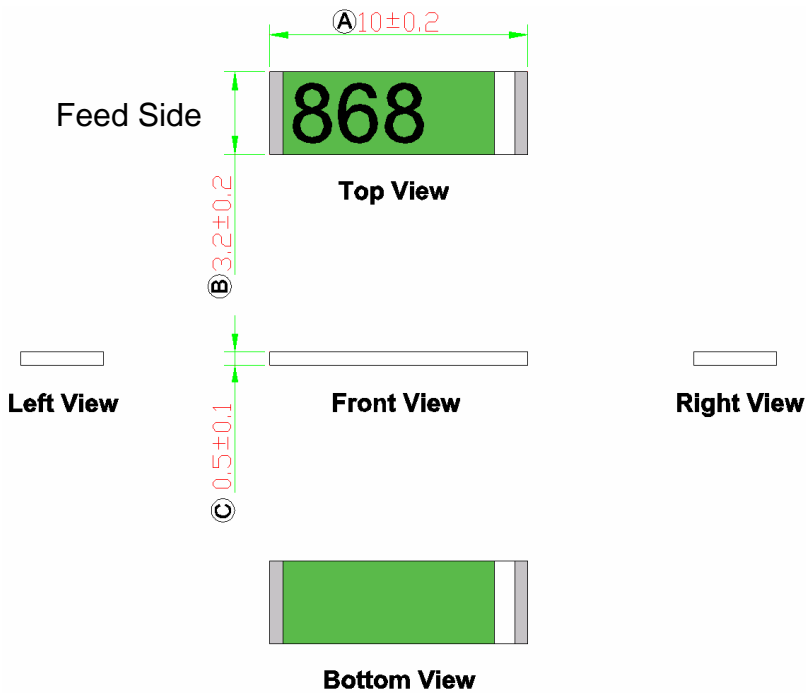 Ⓐ10±0.2
Feed Side
868
Top View
Ⓑ3.2±0.2
Left View
Front View
Right View
Ⓒ0.5±0.1
Bottom View